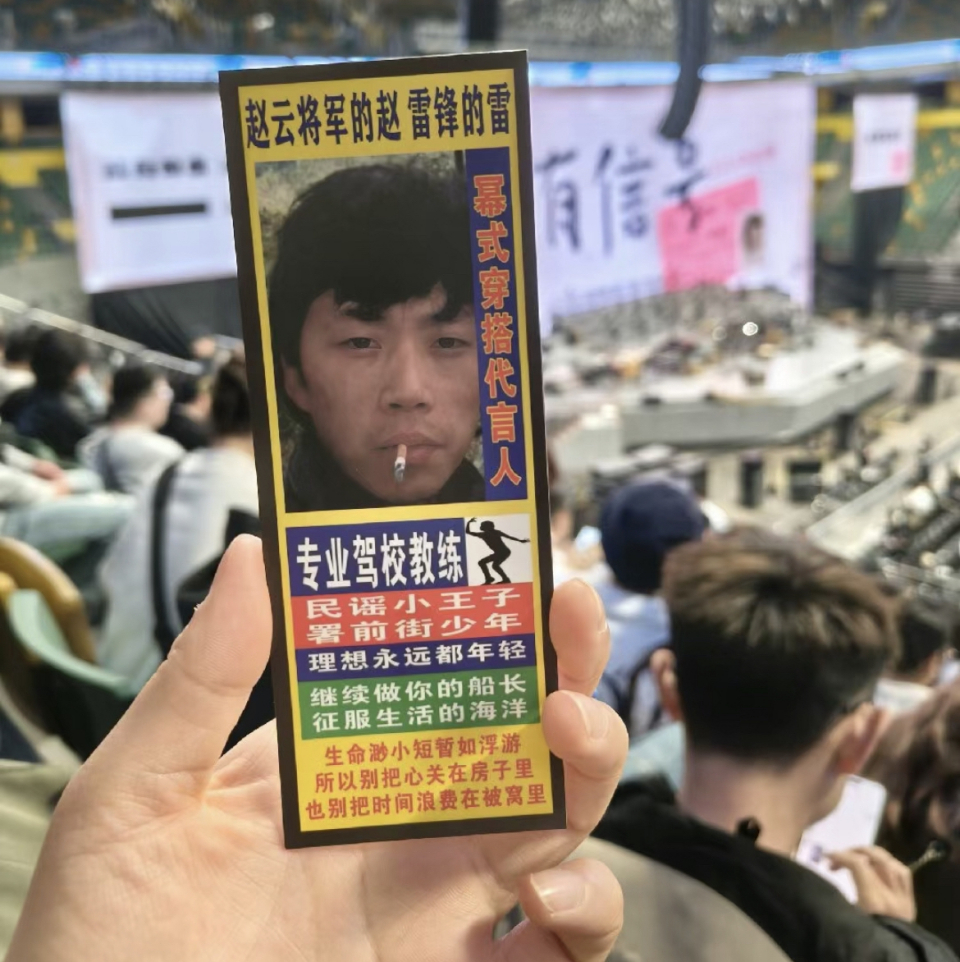 赵云将军的赵 雷锋的雷
幂式穿搭代言人
专业驾校教练
民谣小王子
署前街少年
理想永远都年轻
继续做你的船长
征服生活的海洋
生命渺小短暂如浮游
所以别把心关在房子里
也别把时间浪费在被窝里
有信号